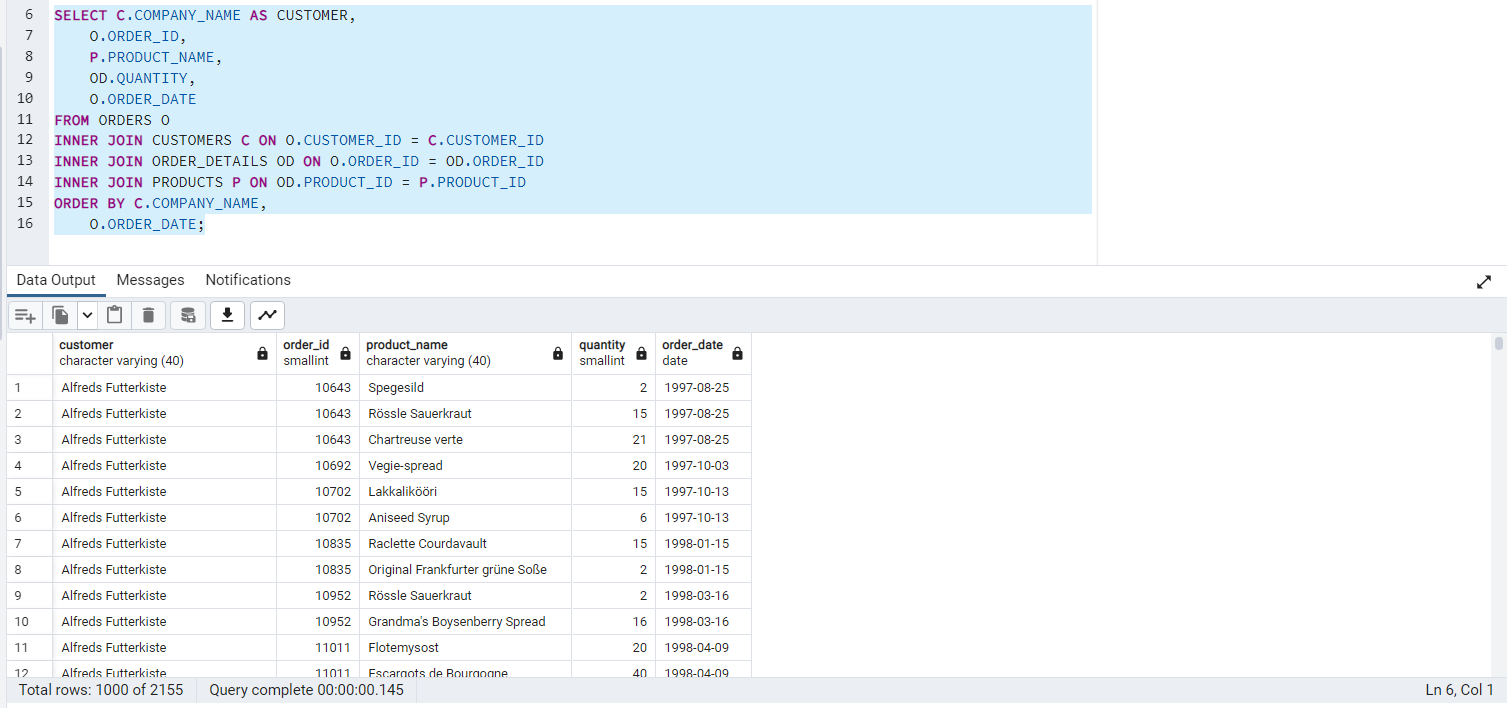 6 SELECT C.COMPANY_NAME AS CUSTOMER,
7 O.ORDER_ID,
8 P.PRODUCT_NAME,
9 OD.QUANTITY,
10 O.ORDER_DATE
11 FROM ORDERS O
12 INNER JOIN CUSTOMERS C ON O.CUSTOMER_ID = C.CUSTOMER_ID
13 INNER JOIN ORDER_DETAILS OD ON O.ORDER_ID = OD.ORDER_ID
14 INNER JOIN PRODUCTS P ON OD.PRODUCT_ID = P.PRODUCT_ID
15 ORDER BY C.COMPANY_NAME,
16 O.ORDER_DATE;
Data Output Messages Notifications
customer order_id product_name quantity order_date
character varying (40) smallint character varying (40) smallint date
1 Alfreds Futterkiste 10643 Spegesild 2 1997-08-25
2 Alfreds Futterkiste 10643 Rössle Sauerkraut 15 1997-08-25
3 Alfreds Futterkiste 10643 Chartreuse verte 21 1997-08-25
4 Alfreds Futterkiste 10692 Vegie-spread 20 1997-10-03
5 Alfreds Futterkiste 10702 Lakkalikööri 15 1997-10-13
6 Alfreds Futterkiste 10702 Aniseed Syrup 6 1997-10-13
7 Alfreds Futterkiste 10835 Raclette Courdavault 15 1998-01-15
8 Alfreds Futterkiste 10835 Original Frankfurter grüne Soße 2 1998-01-15
9 Alfreds Futterkiste 10952 Rössle Sauerkraut 2 1998-03-16
10 Alfreds Futterkiste 10952 Grandma's Boysenberry Spread 16 1998-03-16
11 Alfreds Futterkiste 11011 Flotemysost 20 1998-04-09
12 Alfreds Futterkiste 11011 Escargots de Bourgogne 40 1998-04-09
Total rows: 1000 of 2155 Query complete 00:00:00.145 Ln 6, Col 1